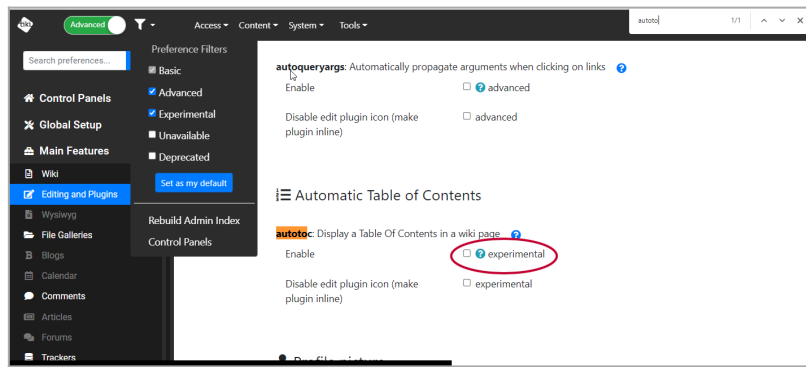 tiki
Advanced
Access
Content
System
Tools
autoto
1/1
Search preferences...
Control Panels
Global Setup
Main Features
Wiki
Editing and Plugins
Wysiwyg
File Galleries
Blogs
Calendar
Comments
Articles
Forums
Trackers
Preference Filters
Basic
Advanced
Experimental
Unavailable
Deprecated
Set as my default
Rebuild Admin Index
Control Panels
autoqueryargs: Automatically propagate arguments when clicking on links ?
Enable ? advanced
Disable edit plugin icon (make advanced
plugin inline)
Automatic Table of Contents
autotoc: Display a Table Of Contents in a wiki page ?
Enable ? experimental
Disable edit plugin icon (make experimental
plugin inline)
Profile picture